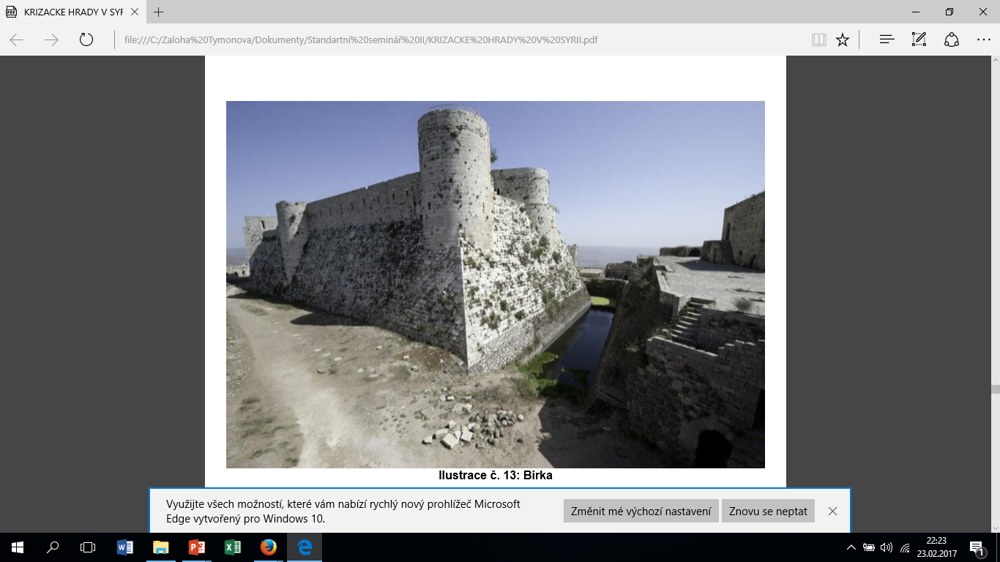 KRIZACKE HRADY V SYR
file:///C:/Zaloha%20Tymonova/Dokumenty/Standartní%20seminář%20II/KRIZACKE%20HRADY%20V%20SYRII.pdf
Ilustrace č. 13: Birka
Využijte všech možností, které vám nabízí rychlý nový prohlížeč Microsoft
Edge vytvořený pro Windows 10.
Změnit mé výchozí nastavení
Znovu se neptat
22:23
23.02.2017
1